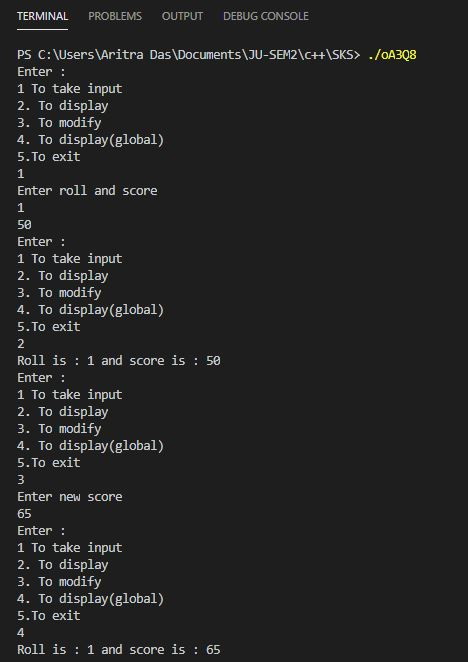 TERMINAL PROBLEMS OUTPUT DEBUG CONSOLE
PS C:\Users\Aritra Das\Documents\JU-SEM2\c++\SKS> ./oA3Q8
Enter :
1 To take input
2. To display
3. To modify
4. To display(global)
5.To exit
1
Enter roll and score
1
50
Enter :
1 To take input
2. To display
3. To modify
4. To display(global)
5.To exit
2
Roll is : 1 and score is : 50
Enter :
1 To take input
2. To display
3. To modify
4. To display(global)
5.To exit
3
Enter new score
65
Enter :
1 To take input
2. To display
3. To modify
4. To display(global)
5.To exit
4
Roll is : 1 and score is : 65